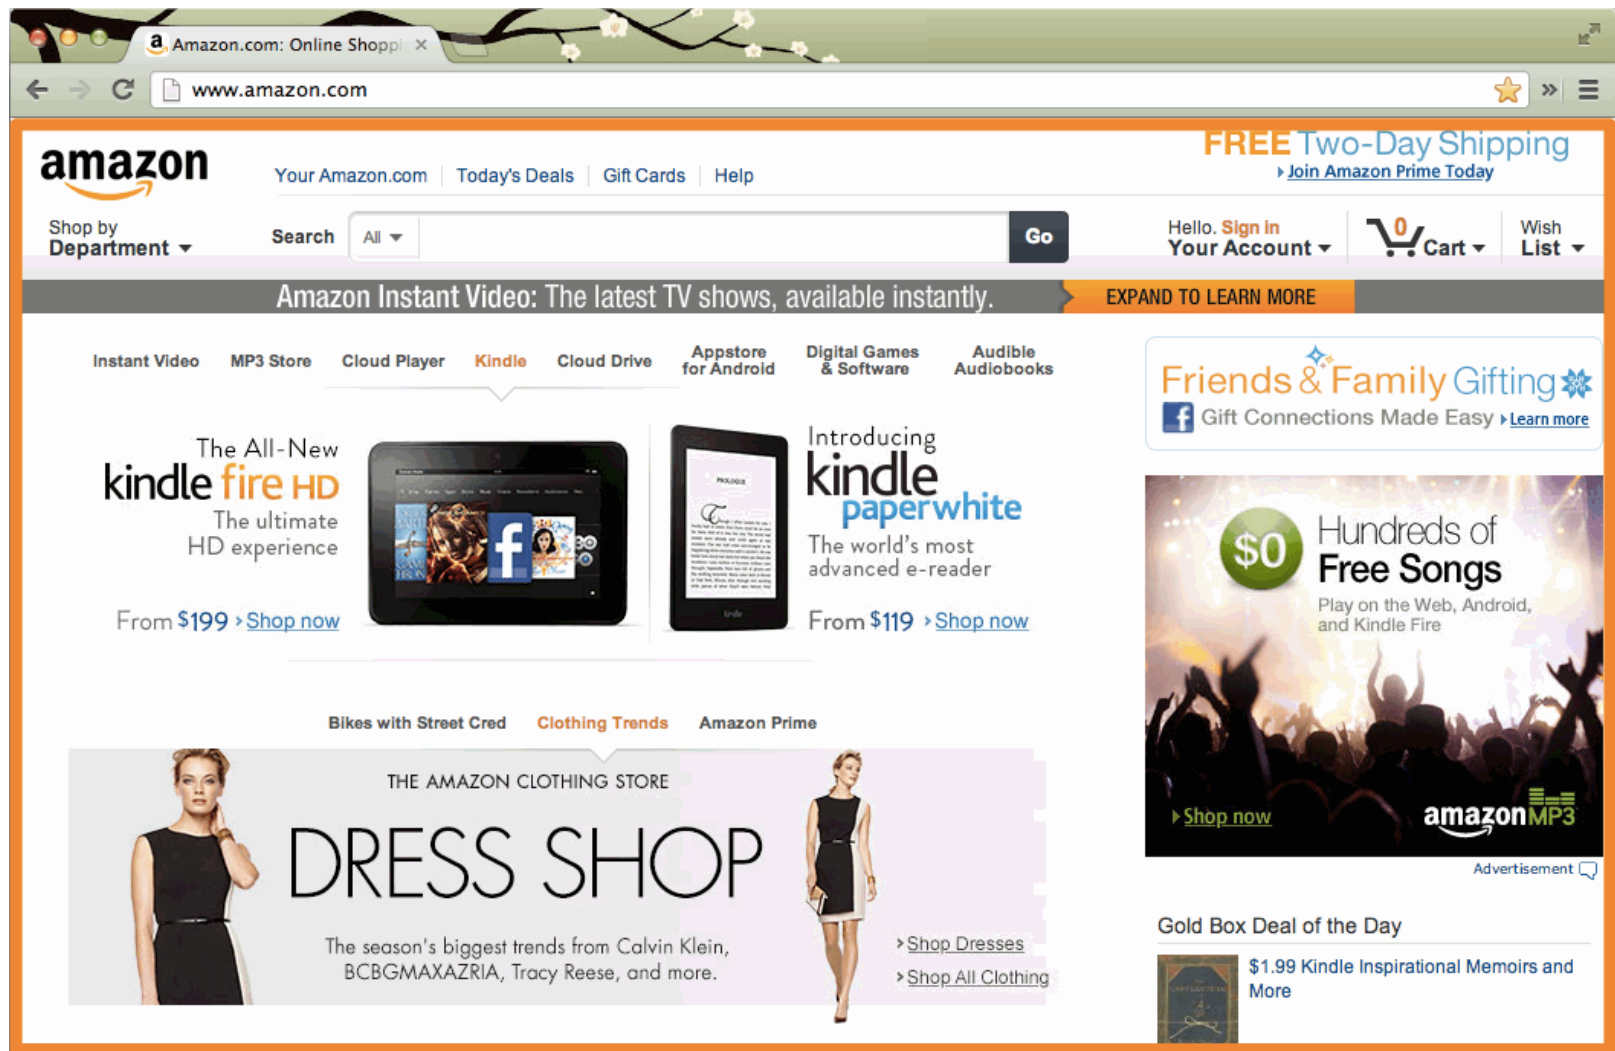 Amazon.com: Online Shoppi
www.amazon.com
amazon
Your Amazon.com
Today's Deals
Gift Cards
Help
FREE Two-Day Shipping
Join Amazon Prime Today
Shop by
Department
Search
All
Go
Hello. Sign in
Your Account
0
Cart
Wish
List
Amazon Instant Video: The latest TV shows, available instantly.
EXPAND TO LEARN MORE
Instant Video
MP3 Store
Cloud Player
Kindle
Cloud Drive
Appstore
for Android
Digital Games
& Software
Audible
Audiobooks
The All-New
kindle fire HD
The ultimate
HD experience
From $199 › Shop now
PROLOGUE
kindle
Introducing
kindle
paperwhite
The world's most
advanced e-reader
From $119 › Shop now
Friends & Family Gifting
f Gift Connections Made Easy Learn more
$0
Hundreds of
Free Songs
Play on the Web, Android,
and Kindle Fire
Shop now
amazonMP3
Advertisement
Bikes with Street Cred
Clothing Trends
Amazon Prime
THE AMAZON CLOTHING STORE
DRESS SHOP
The season's biggest trends from Calvin Klein,
BCBGMAXAZRIA, Tracy Reese, and more.
› Shop Dresses
› Shop All Clothing
Gold Box Deal of the Day
$1.99 Kindle Inspirational Memoirs and
More